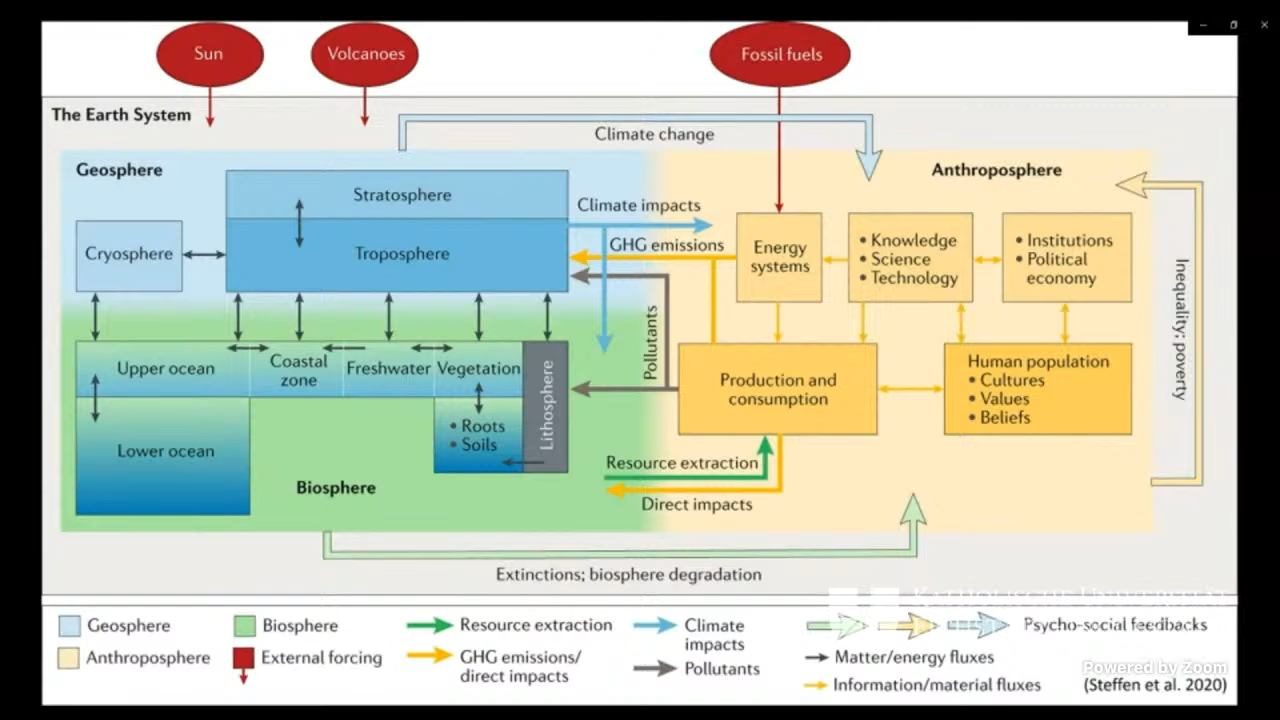 Sun
Volcanoes
Fossil fuels
The Earth System
Climate change
Geosphere
Anthroposphere
Stratosphere
Climate impacts
Cryosphere
Troposphere
GHG emissions
Energy
systems
• Knowledge
• Science
• Technology
• Institutions
• Political
economy
Inequality; poverty
Pollutants
Upper ocean
Coastal
zone
Freshwater
Vegetation
Lithosphere
Production and
consumption
Human population
• Cultures
• Values
• Beliefs
• Roots
• Soils
Lower ocean
Biosphere
Resource extraction
Direct impacts
Extinctions; biosphere degradation
Geosphere
Biosphere
Resource extraction
Climate
impacts
Psycho-social feedbacks
Anthroposphere
External forcing
GHG emissions/
direct impacts
Pollutants
Matter/energy fluxes
Information/material fluxes
Powered by Zoom
(Steffen et al. 2020)